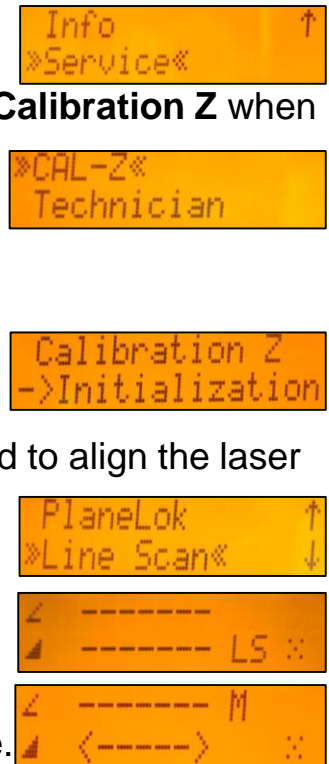 Info ↑
»Service«
Calibration Z when
»CAL-Z«
Technician
Calibration Z
->Initialization
d to align the laser
PlaneLok ↑
»Line Scan« ↓
-------
------- LS
------- M
e. <----->